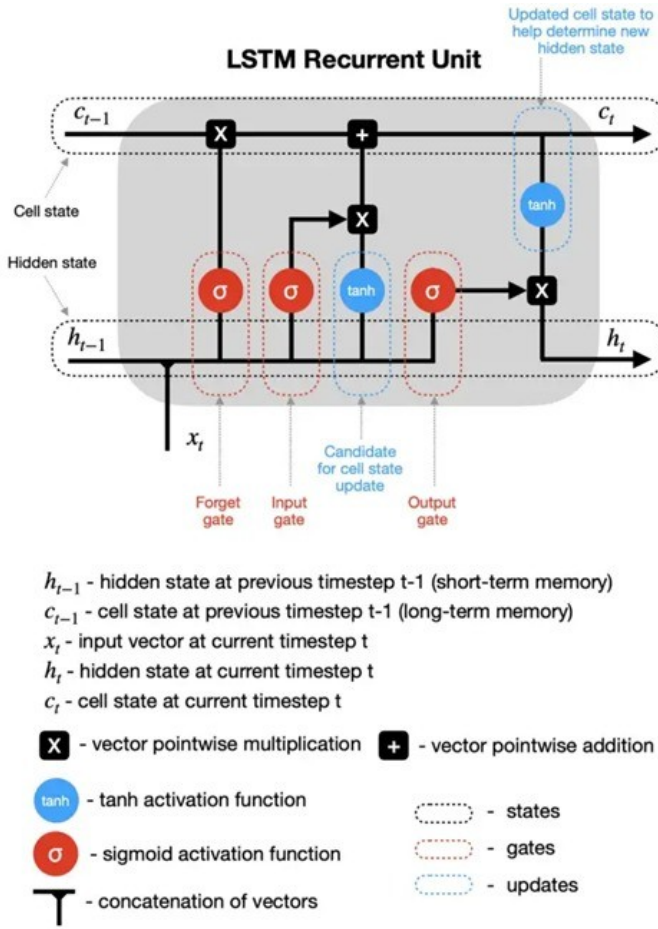 Updated cell state to
help determine new
hidden state
LSTM Recurrent Unit
c_{t-1}
c_t
X
+
tanh
Cell state
X
Hidden state
σ
σ
tanh
σ
X
h_{t-1}
h_t
x_t
Candidate
for cell state
update
Forget
gate
Input
gate
Output
gate
h_{t-1} - hidden state at previous timestep t-1 (short-term memory)
c_{t-1} - cell state at previous timestep t-1 (long-term memory)
x_t - input vector at current timestep t
h_t - hidden state at current timestep t
c_t - cell state at current timestep t
X - vector pointwise multiplication
+ - vector pointwise addition
tanh - tanh activation function
- states
σ - sigmoid activation function
- gates
- concatenation of vectors
- updates